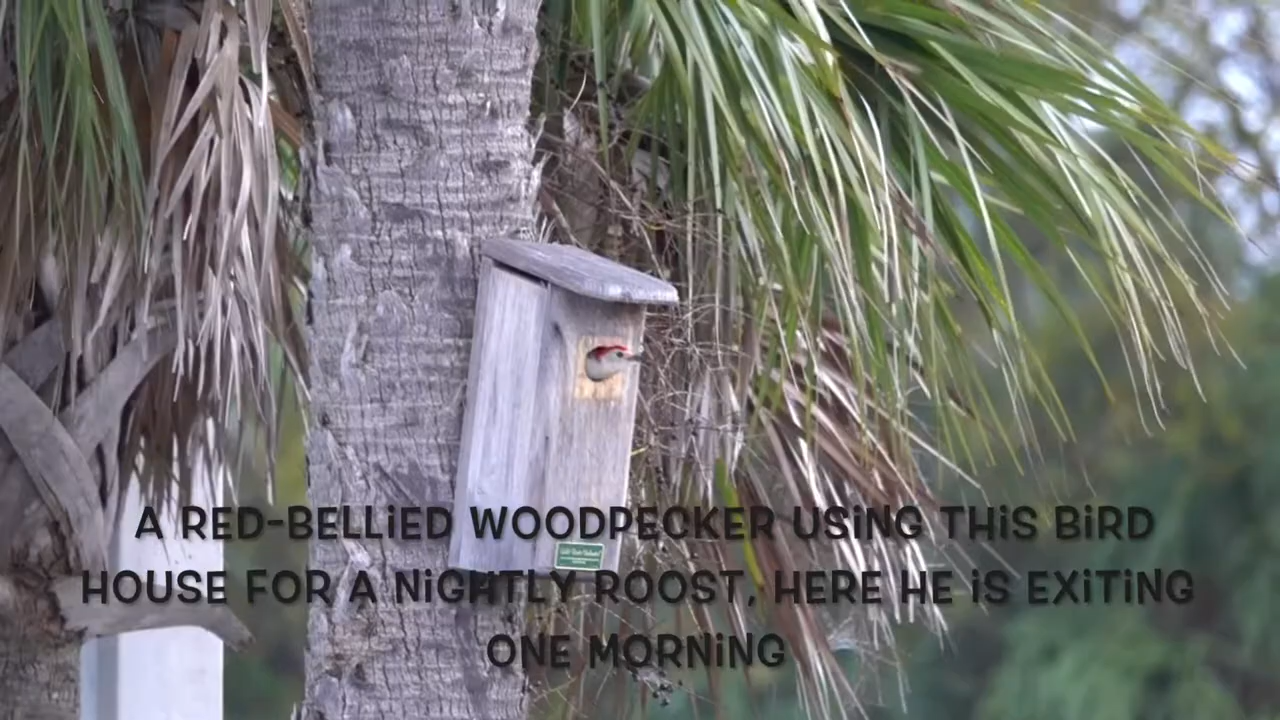 A RED-BELLiED WOODPECKER USiNG THiS BiRD
HOUSE FOR A NiGHTLY ROOST, HERE HE iS EXiTiNG
ONE MORNiNG